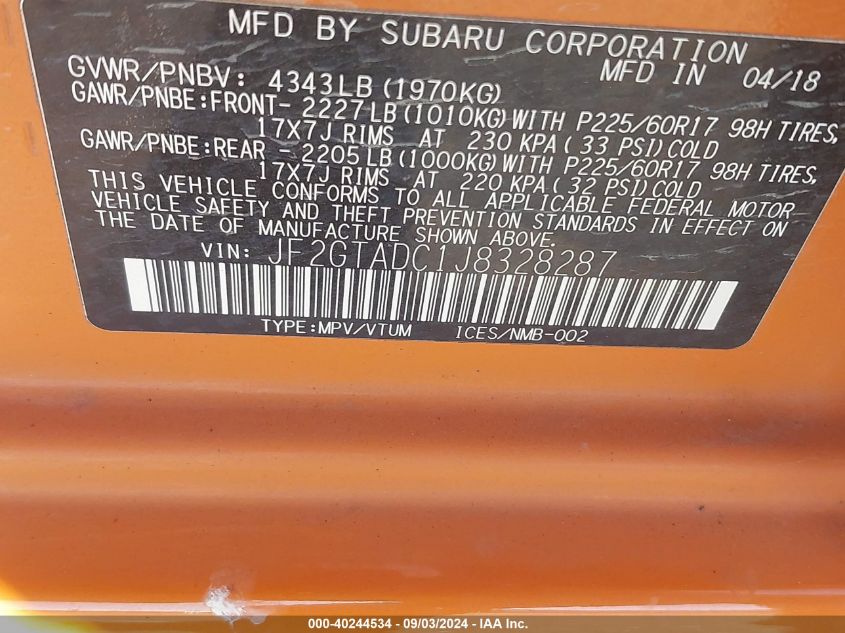 MFD BY SUBARU CORPORATION
MFD IN 04/18
GVWR/PNBV: 4343LB(1970KG)
GAWR/PNBE:FRONT- 2227LB(1010KG)WITH P225/60R17 98H TIRES,
17X7J RIMS AT 230 KPA( 33 PSI)COLD
GAWR/PNBE:REAR - 2205LB(1000KG)WITH P225/60R17 98H TIRES,
17X7J RIMS AT 220 KPA( 32 PSI)COLD
THIS VEHICLE CONFORMS TO ALL APPLICABLE FEDERAL MOTOR
VEHICLE SAFETY AND THEFT PREVENTION STANDARDS IN EFFECT ON
THE DATE OF MANUFACTURE SHOWN ABOVE.
VIN: JF2GTADC1J8328287
TYPE:MPV/VTUM ICES/NMB-002
000-40244534 - 09/03/2024 - IAA Inc.